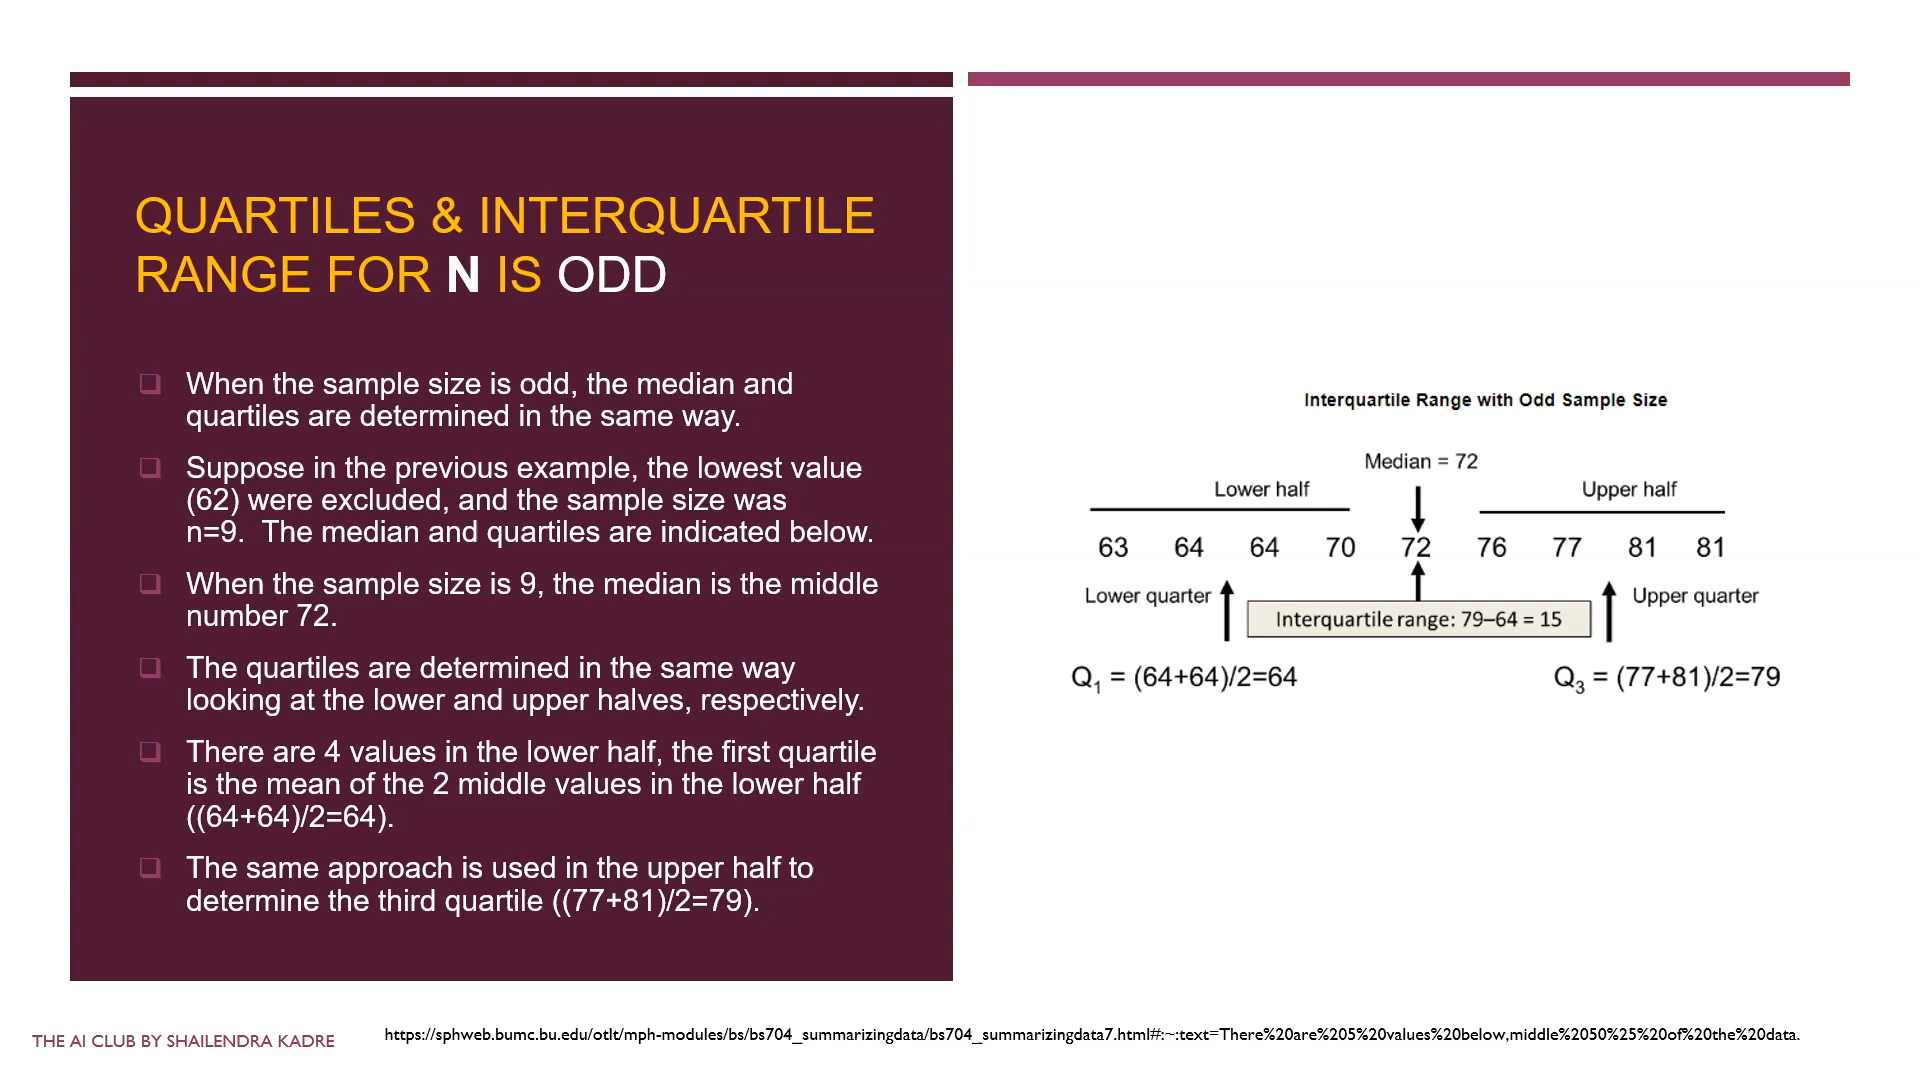 QUARTILES & INTERQUARTILE
RANGE FOR N IS ODD
When the sample size is odd, the median and
quartiles are determined in the same way.
Suppose in the previous example, the lowest value
(62) were excluded, and the sample size was
n=9.  The median and quartiles are indicated below.
When the sample size is 9, the median is the middle
number 72.
The quartiles are determined in the same way
looking at the lower and upper halves, respectively.
There are 4 values in the lower half, the first quartile
is the mean of the 2 middle values in the lower half
((64+64)/2=64).
The same approach is used in the upper half to
determine the third quartile ((77+81)/2=79).
Interquartile Range with Odd Sample Size
Median = 72
Lower half Upper half
63 64 64 70 72 76 77 81 81
Lower quarter Upper quarter
Interquartile range: 79–64 = 15
Q1 = (64+64)/2=64 Q3 = (77+81)/2=79
THE AI CLUB BY SHAILENDRA KADRE
https://sphweb.bumc.bu.edu/otlt/mph-modules/bs/bs704_summarizingdata/bs704_summarizingdata7.html#:~:text=There%20are%205%20values%20below,middle%2050%25%20of%20the%20data.